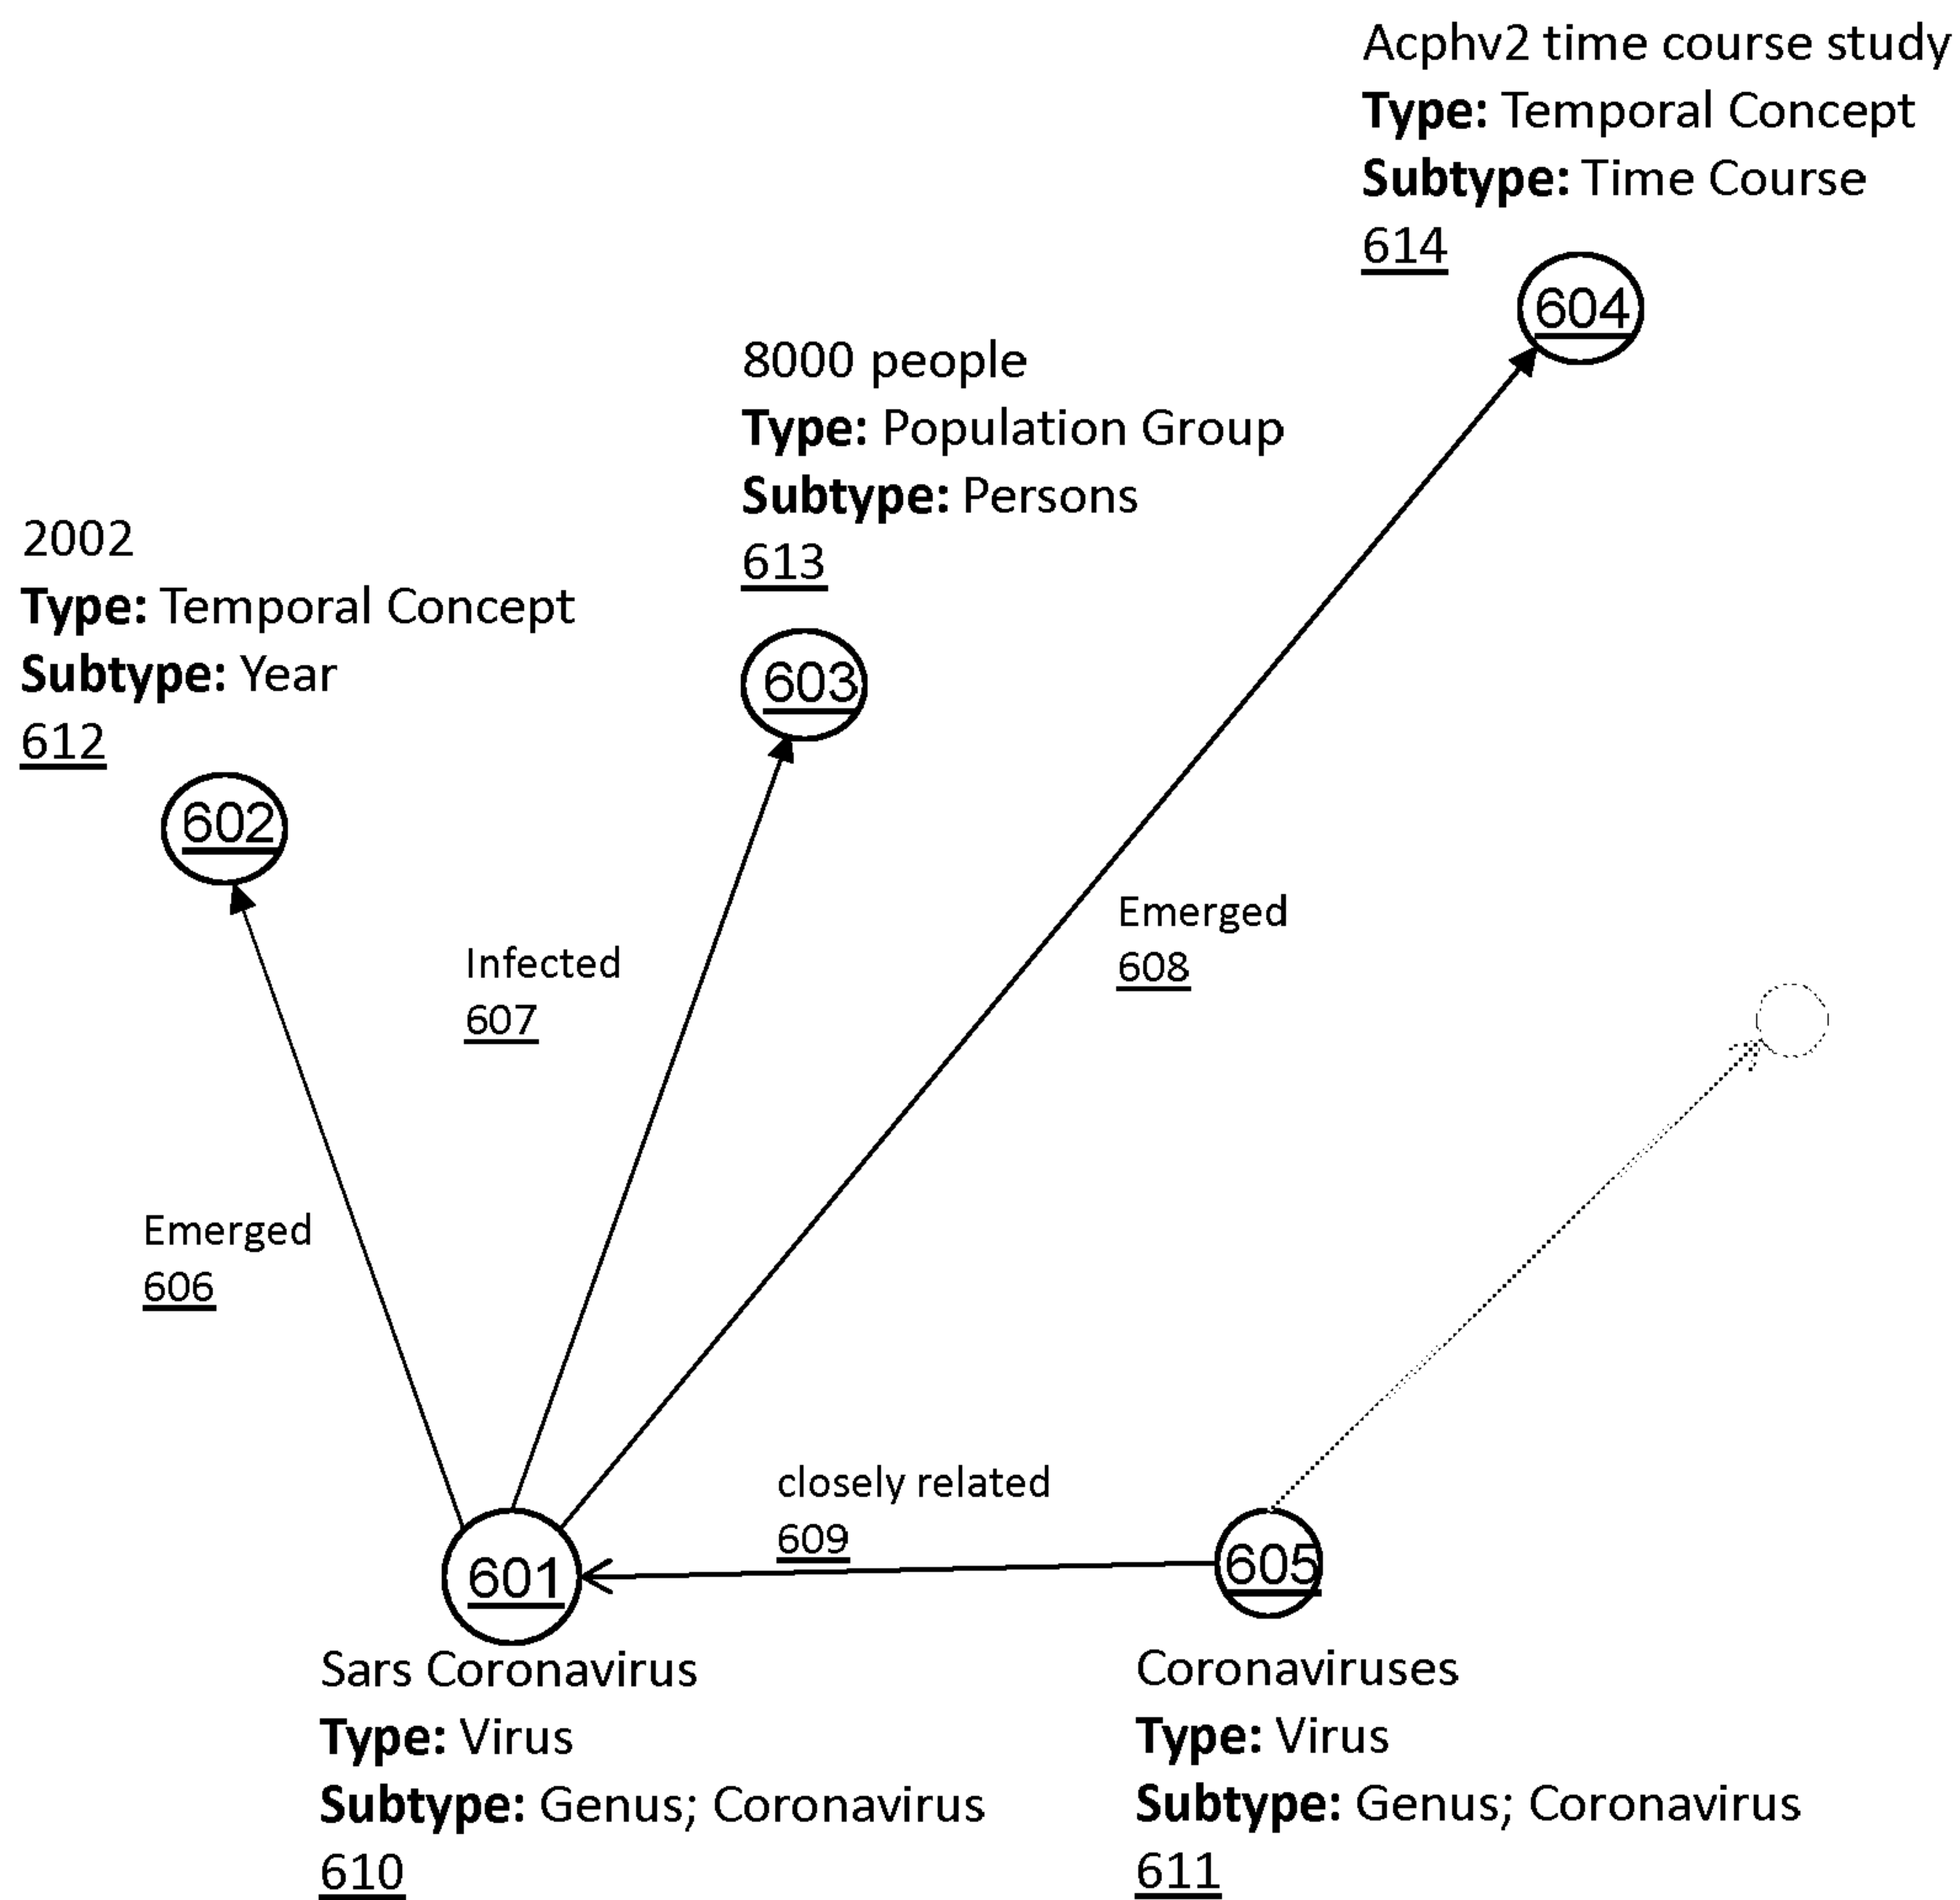 Acphv2 time course study
Type: Temporal Concept
Subtype: Time Course
614
604
8000 people
Type: Population Group
Subtype: Persons
613
603
2002
Type: Temporal Concept
Subtype: Year
612
602
Emerged
608
Infected
607
Emerged
606
closely related
609
601
605
Sars Coronavirus
Type: Virus
Subtype: Genus; Coronavirus
610
Coronaviruses
Type: Virus
Subtype: Genus; Coronavirus
611